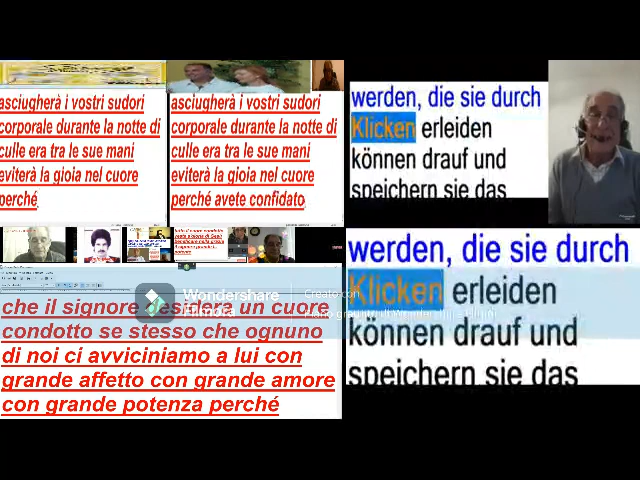 asciugherà i vostri sudori
corporale durante la notte di
culle era tra le sue mani
eviterà la gioia nel cuore
perché
asciugherà i vostri sudori
corporale durante la notte di
culle era tra le sue mani
eviterà la gioia nel cuore
perché avete confidato
werden, die sie durch
Klicken erleiden
können drauf und
speichern sie das
che il signore desidera un cuore
condotto se stesso che ognuno
di noi ci avviciniamo a lui con
grande affetto con grande amore
con grande potenza perché
Wondershare
Filmora
Creato con
werden, die sie durch
Klicken erleiden
können drauf und
speichern sie das